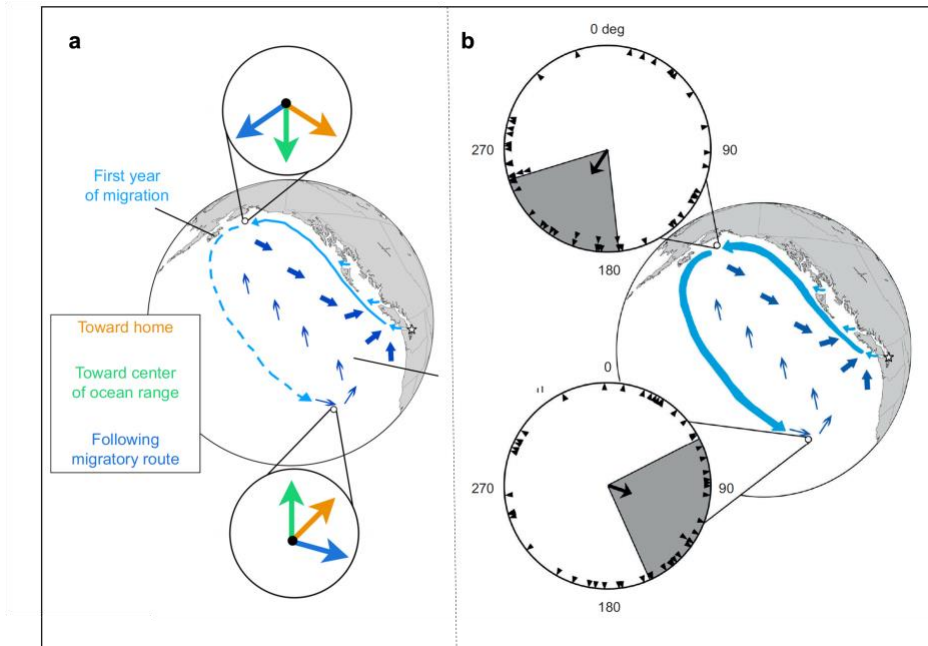 a
First year
of migration
Toward home
Toward center
of ocean range
Following
migratory route
b
0 deg
270
90
180
0
270
90
180